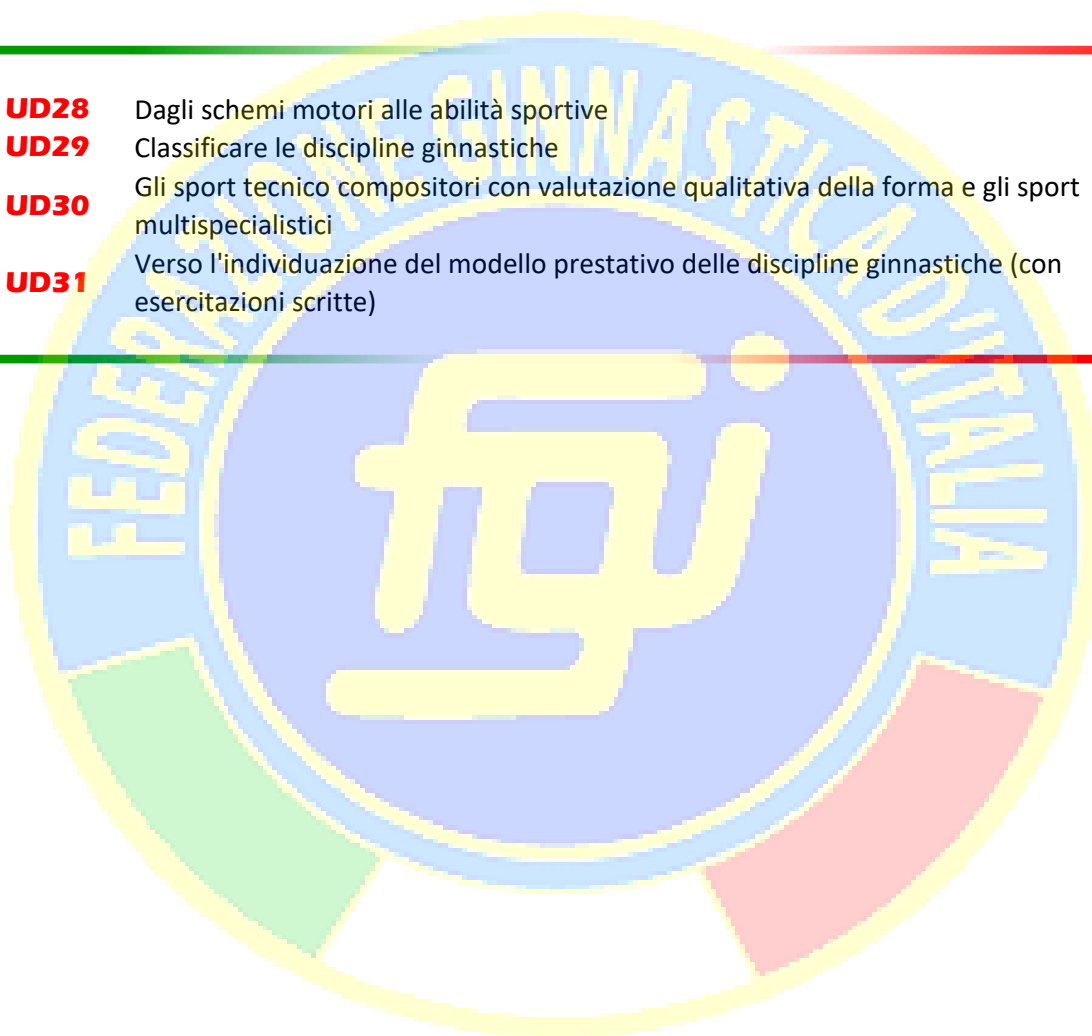 UD28 Dagli schemi motori alle abilità sportive
UD29 Classificare le discipline ginnastiche
UD30 Gli sport tecnico compositori con valutazione qualitativa della forma e gli sport
multispecialistici
UD31 Verso l'individuazione del modello prestativo delle discipline ginnastiche (con
esercitazioni scritte)
FEDERAZIONE GINNASTICA D'ITALIA
fgi